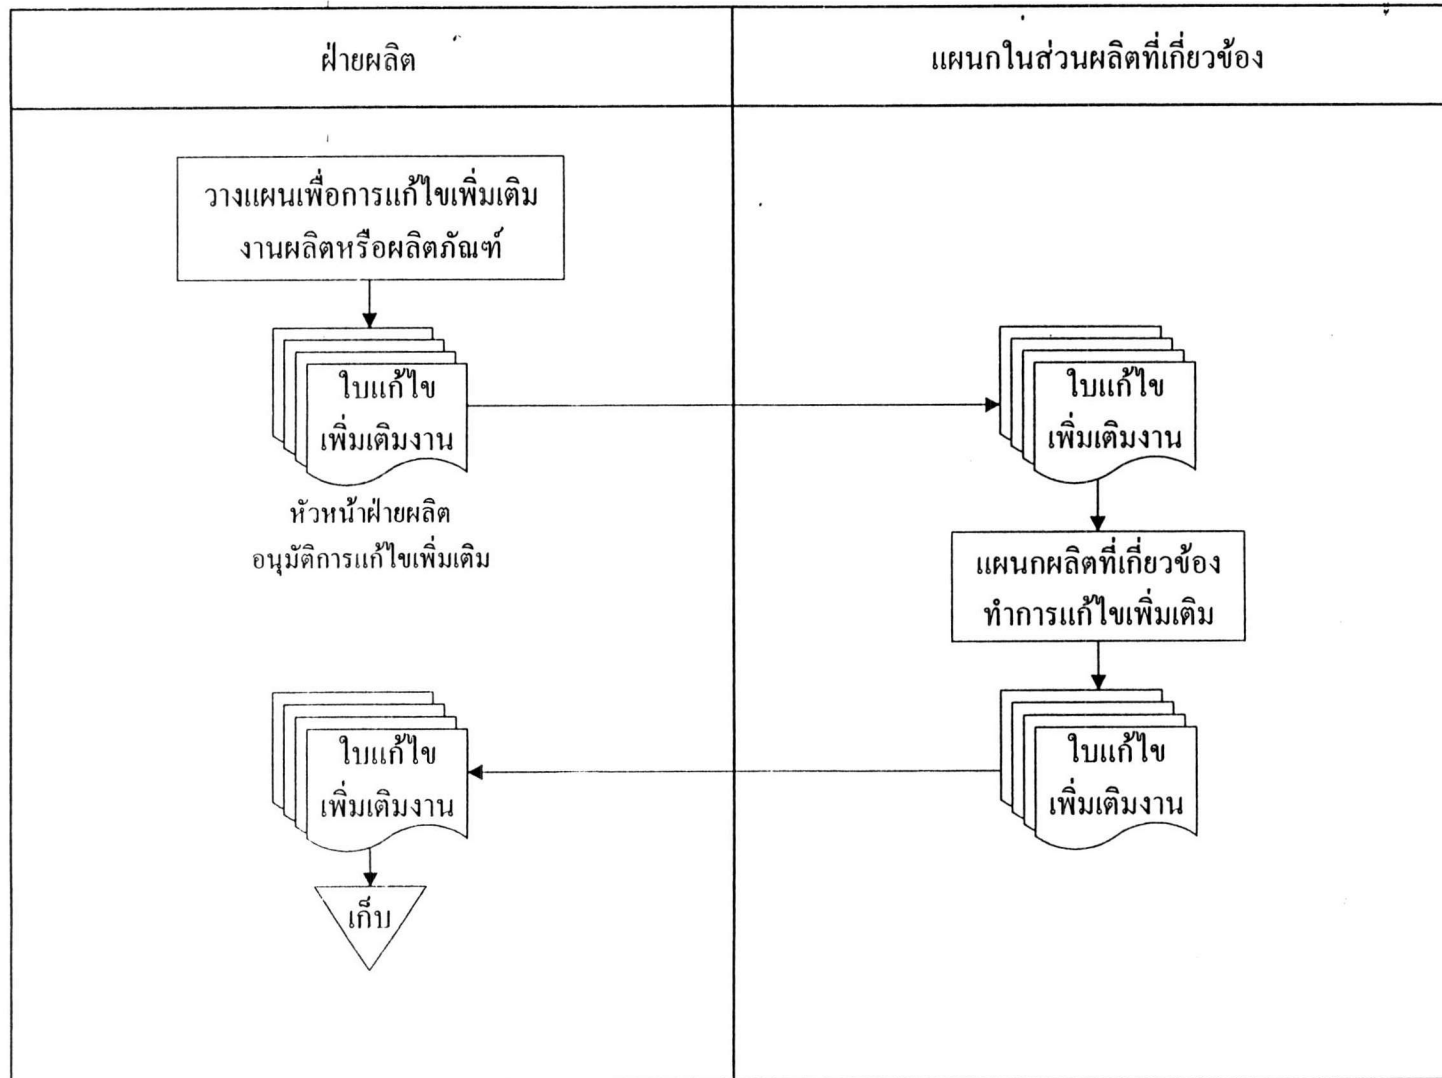 ฝ่ายผลิต
แผนกในส่วนผลิตที่เกี่ยวข้อง
วางแผนเพื่อการแก้ไขเพิ่มเติม
งานผลิตหรือผลิตภัณฑ์
ใบแก้ไข
เพิ่มเติมงาน
หัวหน้าฝ่ายผลิต
อนุมัติการแก้ไขเพิ่มเติม
ใบแก้ไข
เพิ่มเติมงาน
แผนกผลิตที่เกี่ยวข้อง
ทำการแก้ไขเพิ่มเติม
ใบแก้ไข
เพิ่มเติมงาน
ใบแก้ไข
เพิ่มเติมงาน
เก็บ